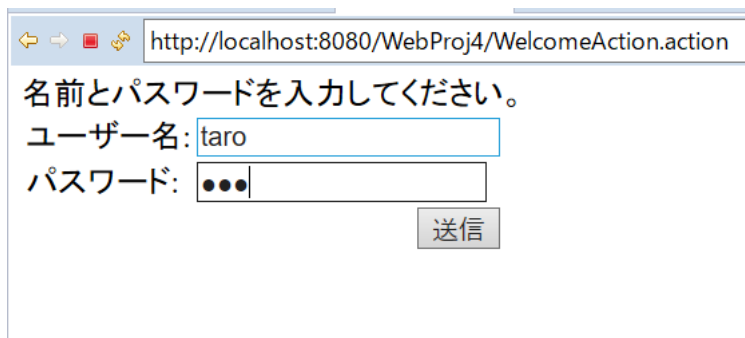 http://localhost:8080/WebProj4/WelcomeAction.action
名前とパスワードを入力してください。
ユーザー名: taro
パスワード: ●●●
送信